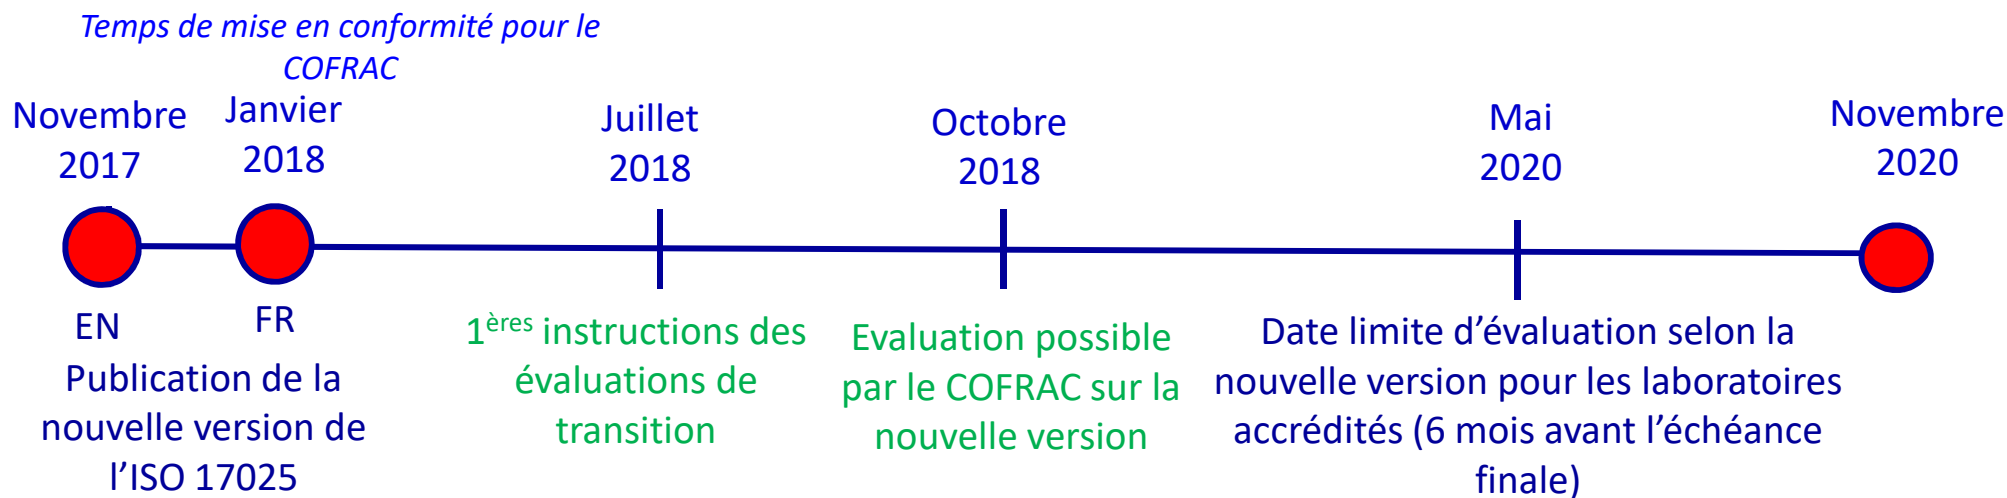 Temps de mise en conformité pour le
COFRAC
Novembre
2017
Janvier
2018
Juillet
2018
Octobre
2018
Mai
2020
Novembre
2020
EN
FR
Publication de la
nouvelle version de
l’ISO 17025
1ères instructions des
évaluations de
transition
Evaluation possible
par le COFRAC sur la
nouvelle version
Date limite d’évaluation selon la
nouvelle version pour les laboratoires
accrédités (6 mois avant l’échéance
finale)